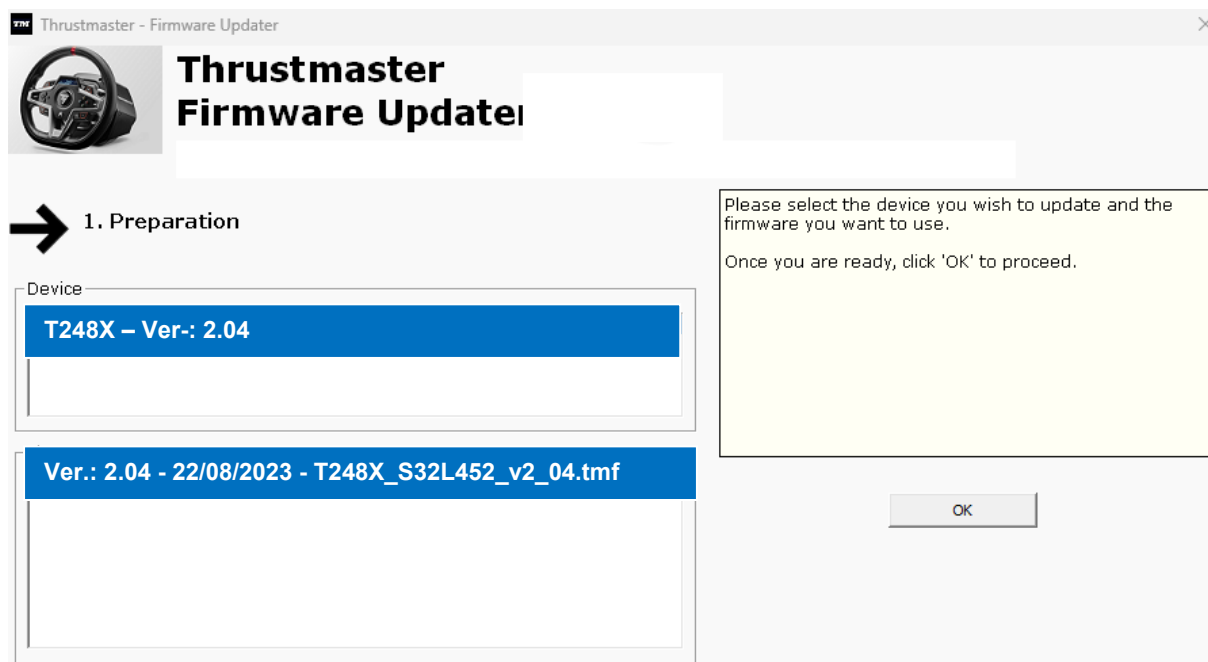 TM Thrustmaster - Firmware Updater
Thrustmaster
Firmware Updater
1. Preparation
Please select the device you wish to update and the
firmware you want to use.
Once you are ready, click 'OK' to proceed.
Device
T248X – Ver-: 2.04
Ver.: 2.04 - 22/08/2023 - T248X_S32L452_v2_04.tmf
OK